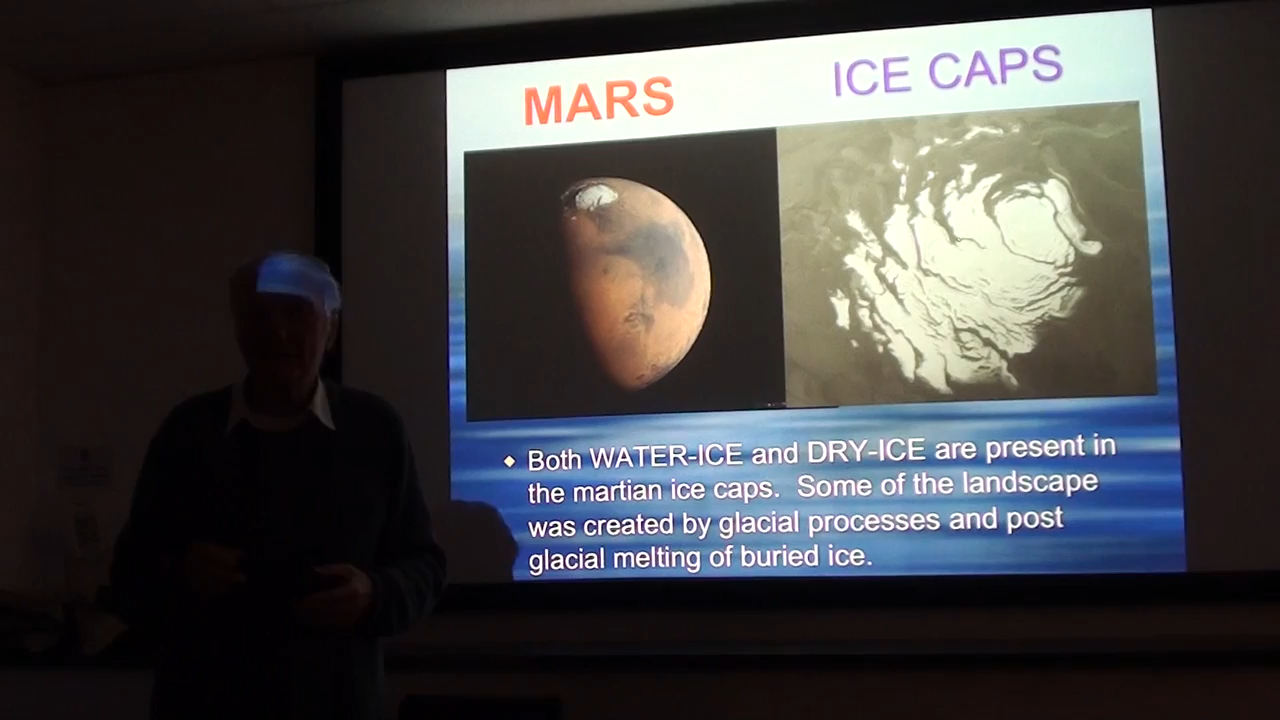 MARS ICE CAPS
Both WATER-ICE and DRY-ICE are present in
the martian ice caps. Some of the landscape
was created by glacial processes and post
glacial melting of buried ice.